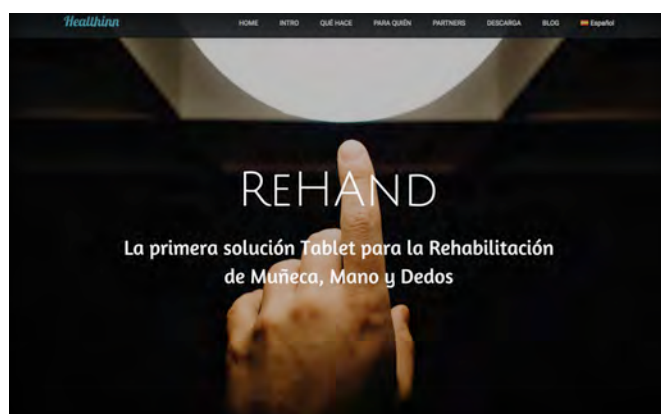 Healthinn
HOME INTRO QUÉ HACE PARA QUIÉN PARTNERS DESCARGA BLOG Español
REHAND
La primera solución Tablet para la Rehabilitación
de Muñeca, Mano y Dedos